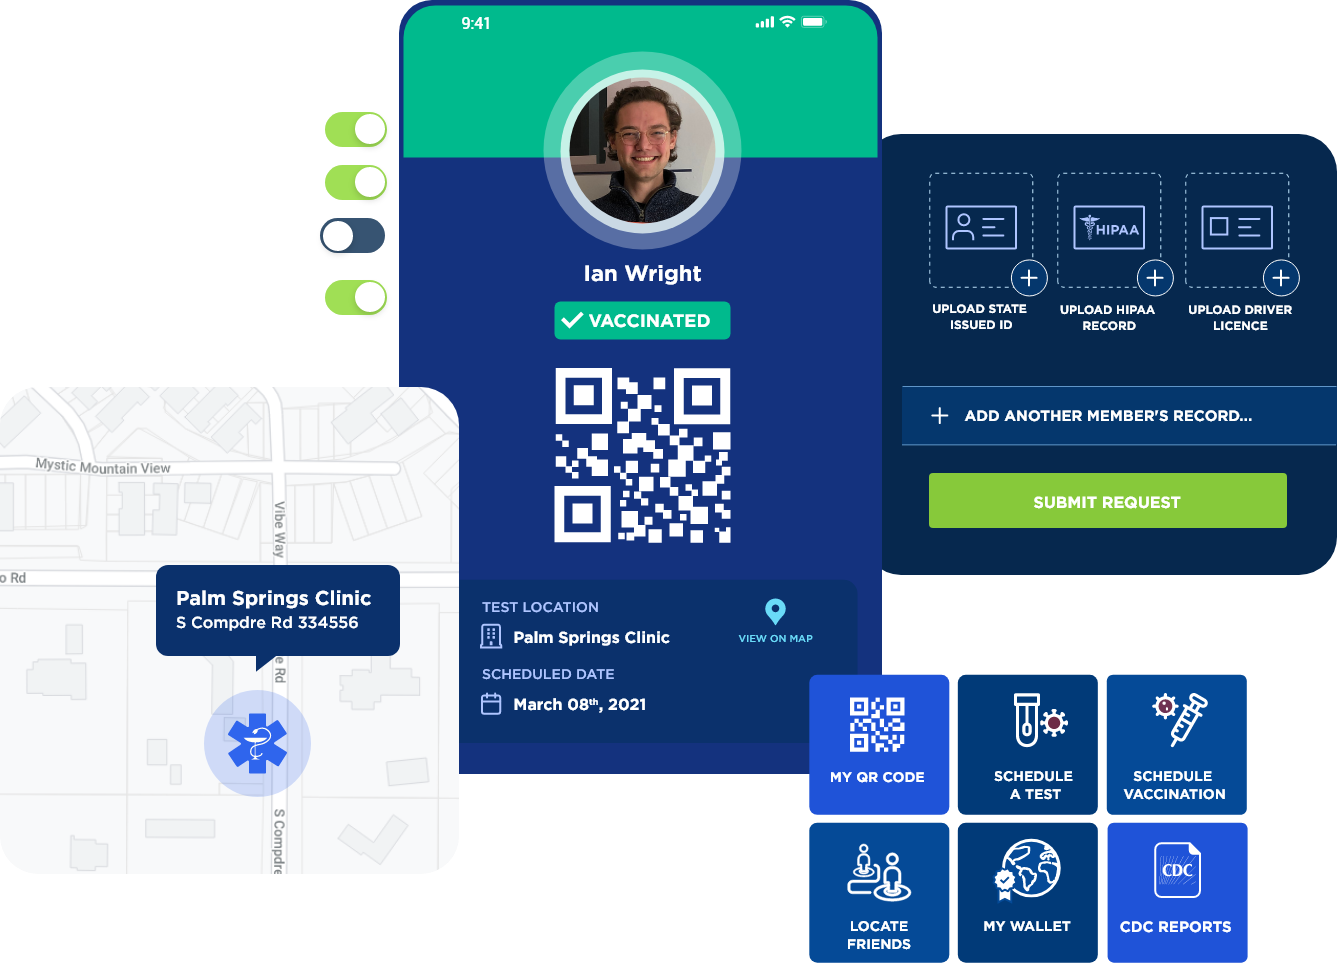 9:41
Ian Wright
VACCINATED
TEST LOCATION
Palm Springs Clinic
VIEW ON MAP
SCHEDULED DATE
March 08th, 2021
HIPAA
UPLOAD STATE
ISSUED ID
UPLOAD HIPAA
RECORD
UPLOAD DRIVER
LICENCE
ADD ANOTHER MEMBER'S RECORD...
SUBMIT REQUEST
Mystic Mountain View
Vibe Way
o Rd
Palm Springs Clinic
S Compdre Rd 334556
e Rd
S Compdre
MY QR CODE
SCHEDULE
A TEST
SCHEDULE
VACCINATION
LOCATE
FRIENDS
MY WALLET
CDC
CDC REPORTS